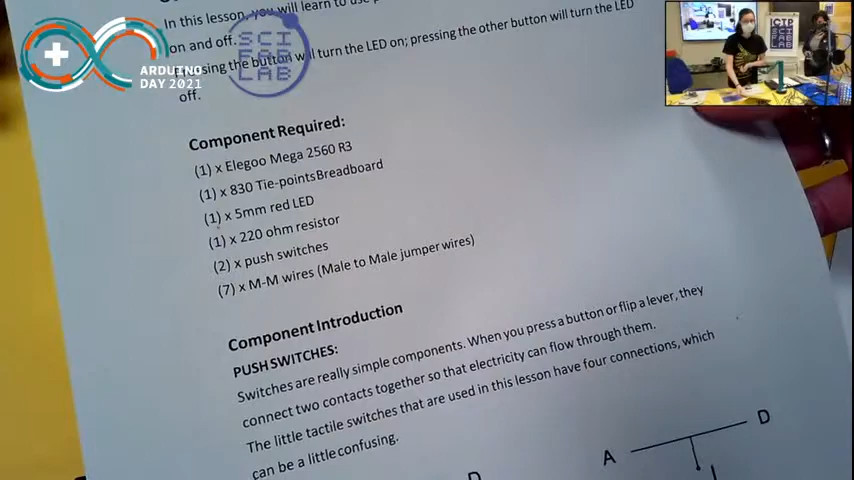 In this lesson, you will learn to use
on and off.
Pressing the button will turn the LED on; pressing the other button will turn the LED
off.
Component Required:
(1) x Elegoo Mega 2560 R3
(1) x 830 Tie-points Breadboard
(1) x 5mm red LED
(1) x 220 ohm resistor
(2) x push switches
(7) x M-M wires (Male to Male jumper wires)
Component Introduction
PUSH SWITCHES:
Switches are really simple components. When you press a button or flip a lever, they
connect two contacts together so that electricity can flow through them.
The little tactile switches that are used in this lesson have four connections, which
can be a little confusing.
A D
D
ARDUINO
DAY 2021
SCI
FAB
LAB
ICTP
SCI
FAB
LAB